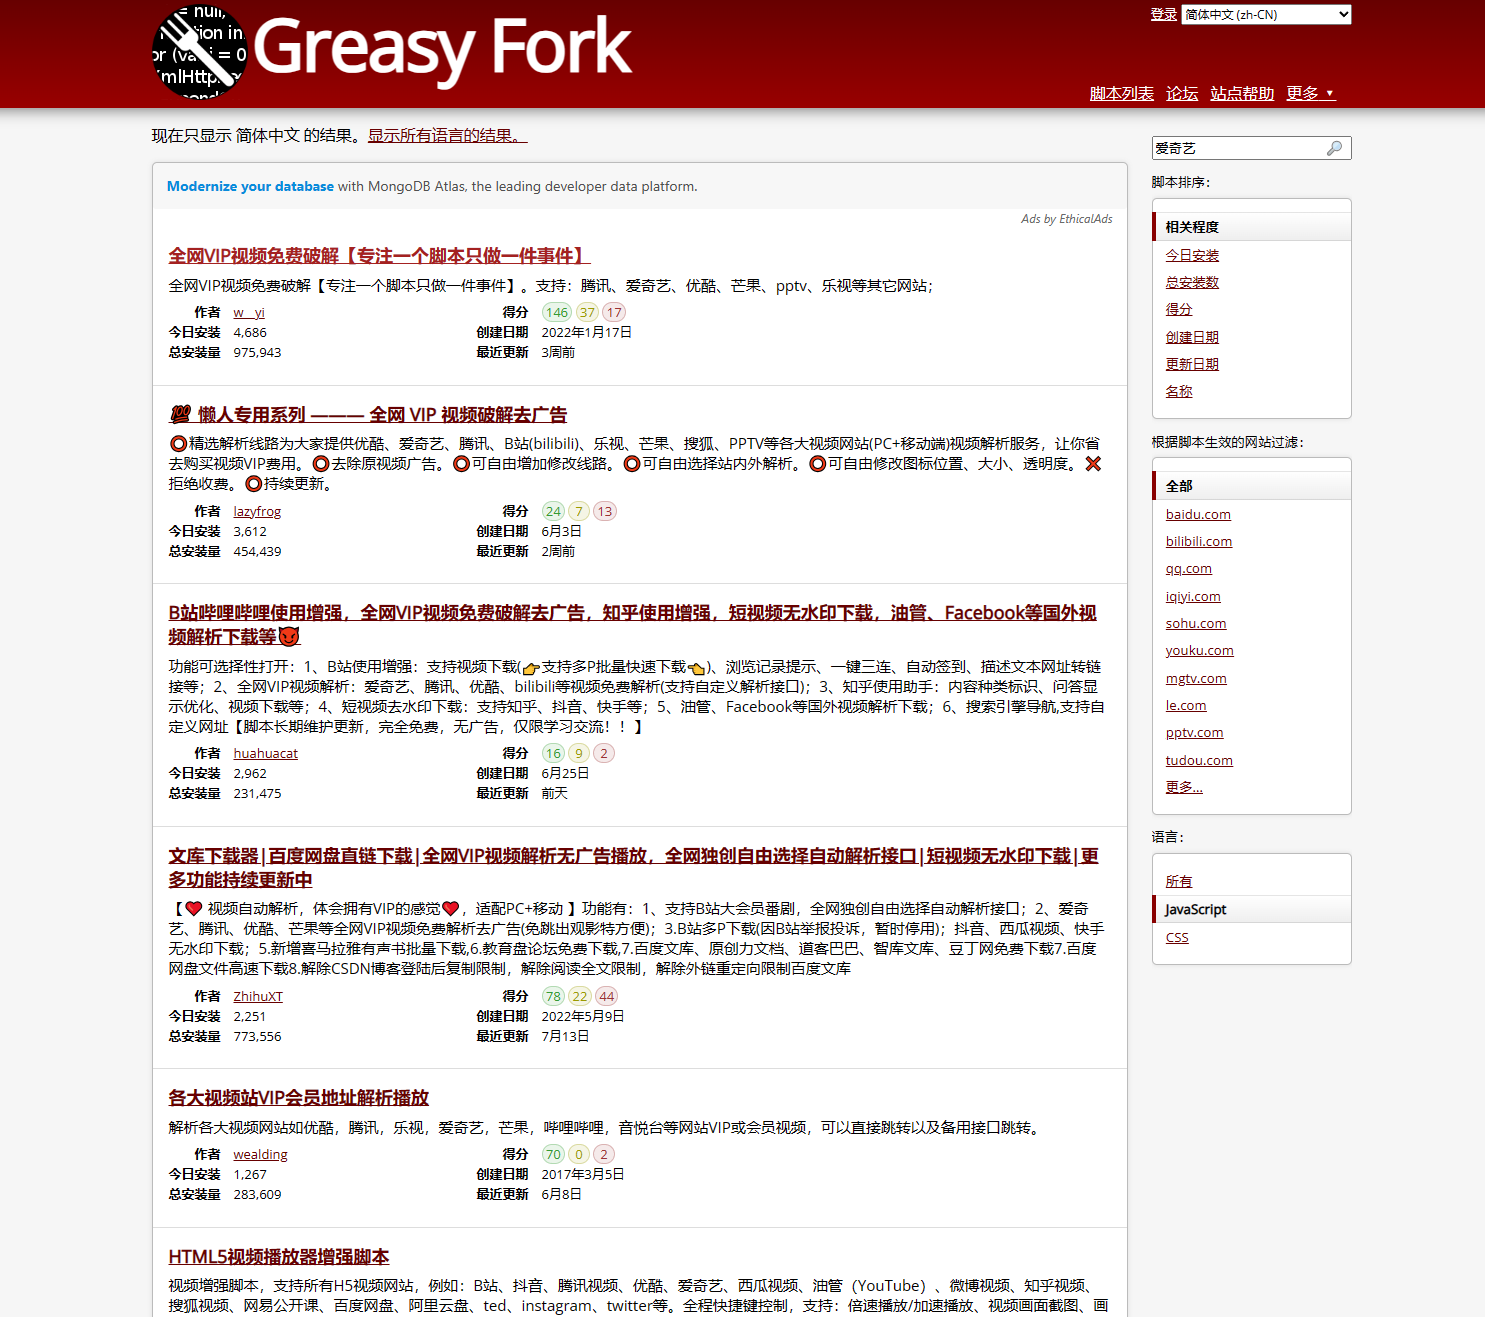 = null,
tion in
or (var i = 0
XmlHttpRe
Greasy Fork
登录 简体中文 (zh-CN)
脚本列表 论坛 站点帮助 更多 ▼
现在只显示 简体中文 的结果。显示所有语言的结果。
Modernize your database with MongoDB Atlas, the leading developer data platform.
Ads by EthicalAds
全网VIP视频免费破解【专注一个脚本只做一件事件】
全网VIP视频免费破解【专注一个脚本只做一件事件】。支持：腾讯、爱奇艺、优酷、芒果、pptv、乐视等其它网站；
作者 w__yi 得分 146 37 17
今日安装 4,686 创建日期 2022年1月17日
总安装量 975,943 最近更新 3周前
💯 懒人专用系列 ——— 全网 VIP 视频破解去广告
⭕精选解析线路为大家提供优酷、爱奇艺、腾讯、B站(bilibili)、乐视、芒果、搜狐、PPTV等各大视频网站(PC+移动端)视频解析服务，让你省
去购买视频VIP费用。⭕去除原视频广告。⭕可自由增加修改线路。⭕可自由选择站内外解析。⭕可自由修改图标位置、大小、透明度。❌
拒绝收费。⭕持续更新。
作者 lazyfrog 得分 24 7 13
今日安装 3,612 创建日期 6月3日
总安装量 454,439 最近更新 2周前
B站哔哩哔哩使用增强，全网VIP视频免费破解去广告，知乎使用增强，短视频无水印下载，油管、Facebook等国外视
频解析下载等😈
功能可选择性打开：1、B站使用增强：支持视频下载(👉支持多P批量快速下载👈)、浏览记录提示、一键三连、自动签到、描述文本网址转链
接等；2、全网VIP视频解析：爱奇艺、腾讯、优酷、bilibili等视频免费解析(支持自定义解析接口)；3、知乎使用助手：内容种类标识、问答显
示优化、视频下载等；4、短视频去水印下载：支持知乎、抖音、快手等；5、油管、Facebook等国外视频解析下载；6、搜索引擎导航,支持自
定义网址【脚本长期维护更新，完全免费，无广告，仅限学习交流！！】
作者 huahuacat 得分 16 9 2
今日安装 2,962 创建日期 6月25日
总安装量 231,475 最近更新 前天
文库下载器|百度网盘直链下载|全网VIP视频解析无广告播放，全网独创自由选择自动解析接口|短视频无水印下载|更
多功能持续更新中
【❤️ 视频自动解析，体会拥有VIP的感觉❤️，适配PC+移动 】功能有：1、支持B站大会员番剧，全网独创自由选择自动解析接口；2、爱奇
艺、腾讯、优酷、芒果等全网VIP视频免费解析去广告(免跳出观影特方便)；3.B站多P下载(因B站举报投诉，暂时停用)；抖音、西瓜视频、快手
无水印下载；5.新增喜马拉雅有声书批量下载,6.教育盘论坛免费下载,7.百度文库、原创力文档、道客巴巴、智库文库、豆丁网免费下载7.百度
网盘文件高速下载8.解除CSDN博客登陆后复制限制，解除阅读全文限制，解除外链重定向限制百度文库
作者 ZhihuXT 得分 78 22 44
今日安装 2,251 创建日期 2022年5月9日
总安装量 773,556 最近更新 7月13日
各大视频站VIP会员地址解析播放
解析各大视频网站如优酷，腾讯，乐视，爱奇艺，芒果，哔哩哔哩，音悦台等网站VIP或会员视频，可以直接跳转以及备用接口跳转。
作者 wealding 得分 70 0 2
今日安装 1,267 创建日期 2017年3月5日
总安装量 283,609 最近更新 6月8日
HTML5视频播放器增强脚本
视频增强脚本，支持所有H5视频网站，例如：B站、抖音、腾讯视频、优酷、爱奇艺、西瓜视频、油管（YouTube）、微博视频、知乎视频、
搜狐视频、网易公开课、百度网盘、阿里云盘、ted、instagram、twitter等。全程快捷键控制，支持：倍速播放/加速播放、视频画面截图、画
爱奇艺
脚本排序：
相关程度
今日安装
总安装数
得分
创建日期
更新日期
名称
根据脚本生效的网站过滤：
全部
baidu.com
bilibili.com
qq.com
iqiyi.com
sohu.com
youku.com
mgtv.com
le.com
pptv.com
tudou.com
更多...
语言：
所有
JavaScript
CSS